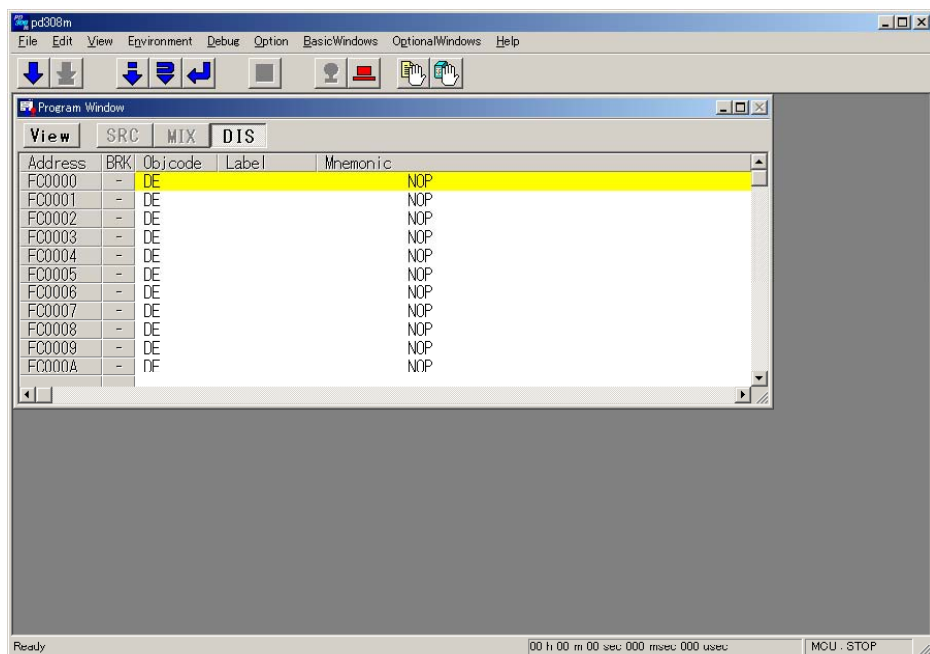 pd308m
File Edit View Environment Debug Option BasicWindows OptionalWindows Help
Program Window
View SRC MIX DIS
Address BRK Objcode Label Mnemonic
FC0000 - DE NOP
FC0001 - DE NOP
FC0002 - DE NOP
FC0003 - DE NOP
FC0004 - DE NOP
FC0005 - DE NOP
FC0006 - DE NOP
FC0007 - DE NOP
FC0008 - DE NOP
FC0009 - DE NOP
FC000A - DE NOP
Ready 00 h 00 m 00 sec 000 msec 000 usec MCU . STOP